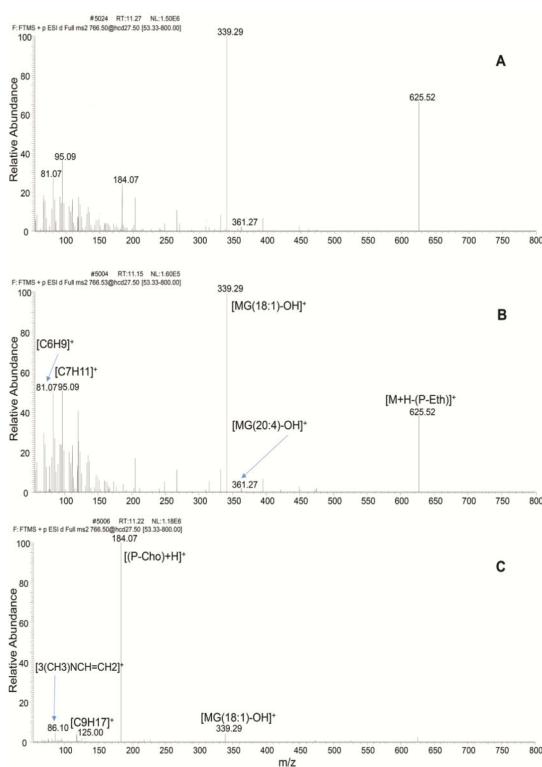 #5024 RT:11.27 NL:1.50E6
F: FTMS + p ESI d Full ms2 766.50@hcd27.50 [53.33-800.00]
339.29
100
A
80
625.52
60
Relative Abundance
95.09
40
81.07
184.07
20
361.27
0
100 150 200 250 300 350 400 450 500 550 600 650 700 750 800
#5004 RT:11.15 NL:1.60E5
F: FTMS + p ESI d Full ms2 766.53@hcd27.50 [53.33-800.00]
339.29
100
[MG(18:1)-OH]⁺
B
80
[C6H9]⁺
[C7H11]⁺
[M+H-(P-Eth)]⁺
60
81.07 95.09
625.52
Relative Abundance
40
[MG(20:4)-OH]⁺
20
361.27
0
100 150 200 250 300 350 400 450 500 550 600 650 700 750 800
#5006 RT:11.22 NL:1.18E6
F: FTMS + p ESI d Full ms2 766.50@hcd27.50 [53.33-800.00]
184.07
100
[(P-Cho)+H]⁺
C
80
60
Relative Abundance
40
[3(CH3)NCH=CH2]⁺
20
[C9H17]⁺
[MG(18:1)-OH]⁺
86.10
125.00
339.29
0
100 150 200 250 300 350 400 450 500 550 600 650 700 750 800
m/z